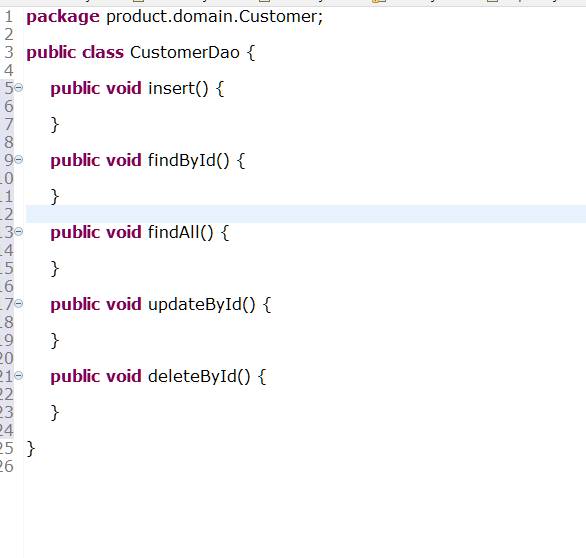 1 package product.domain.Customer;
2
3 public class CustomerDao {
4
5 public void insert() {
6
7 }
8
9 public void findById() {
10
11 }
12
13 public void findAll() {
14
15 }
16
17 public void updateById() {
18
19 }
20
21 public void deleteById() {
22
23 }
24
25 }
26